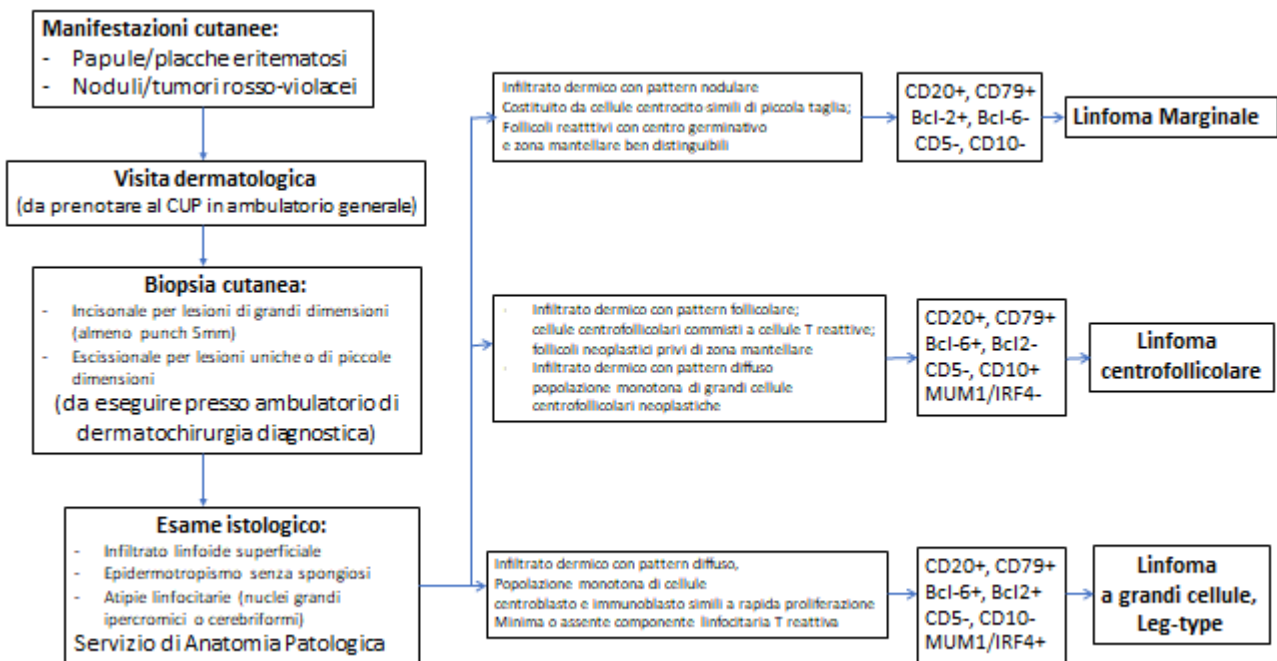 Manifestazioni cutanee:
- Papule/placche eritematosi
- Noduli/tumori rosso-violacei
Visita dermatologica
(da prenotare al CUP in ambulatorio generale)
Biopsia cutanea:
- Incisonale per lesioni di grandi dimensioni
(almeno punch 5mm)
- Escissionale per lesioni uniche o di piccole
dimensioni
(da eseguire presso ambulatorio di
dermatochirurgia diagnostica)
Esame istologico:
- Infiltrato linfoide superficiale
- Epidermotropismo senza spongiosi
- Atipie linfocitarie (nuclei grandi
ipercromici o cerebriformi)
Servizio di Anatomia Patologica
Infiltrato dermico con pattern nodulare
Costituito da cellule centrocito simili di piccola taglia;
Follicoli reatttivi con centro germinativo
e zona mantellare ben distinguibili
CD20+, CD79+
Bcl-2+, Bcl-6-
CD5-, CD10-
Linfoma Marginale
- Infiltrato dermico con pattern follicolare;
cellule centrofollicolari commisti a cellule T reattive;
follicoli neoplastici privi di zona mantellare
- Infiltrato dermico con pattern diffuso
popolazione monotona di grandi cellule
centrofollicolari neoplastiche
CD20+, CD79+
Bcl-6+, Bcl2-
CD5-, CD10+
MUM1/IRF4-
Linfoma
centrofollicolare
Infiltrato dermico con pattern diffuso,
Popolazione monotona di cellule
centroblasto e immunoblasto simili a rapida proliferazione
Minima o assente componente linfocitaria T reattiva
CD20+, CD79+
Bcl-6+, Bcl2+
CD5-, CD10-
MUM1/IRF4+
Linfoma
a grandi cellule,
Leg-type